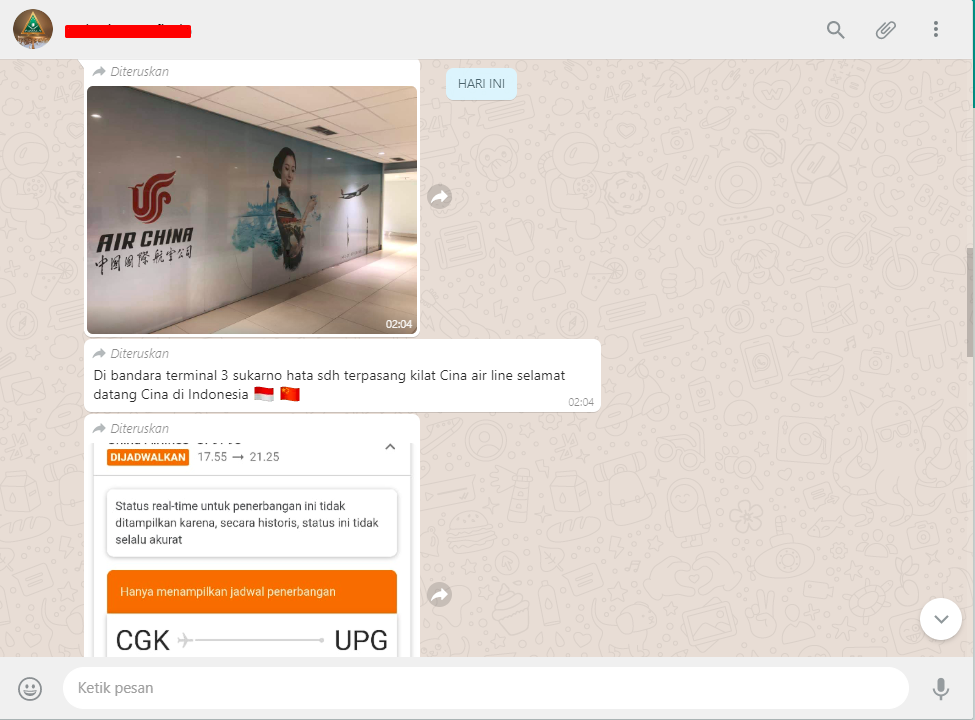 Diteruskan
HARI INI
AIR CHINA
中国国際航空公司
02:04
Diteruskan
Di bandara terminal 3 sukarno hata sdh terpasang kilat Cina air line selamat
datang Cina di Indonesia 🇮🇩 🇨🇳
02:04
Diteruskan
DIJADWALKAN 17.55 → 21.25
Status real-time untuk penerbangan ini tidak
ditampilkan karena, secara historis, status ini tidak
selalu akurat
Hanya menampilkan jadwal penerbangan
CGK UPG
Ketik pesan